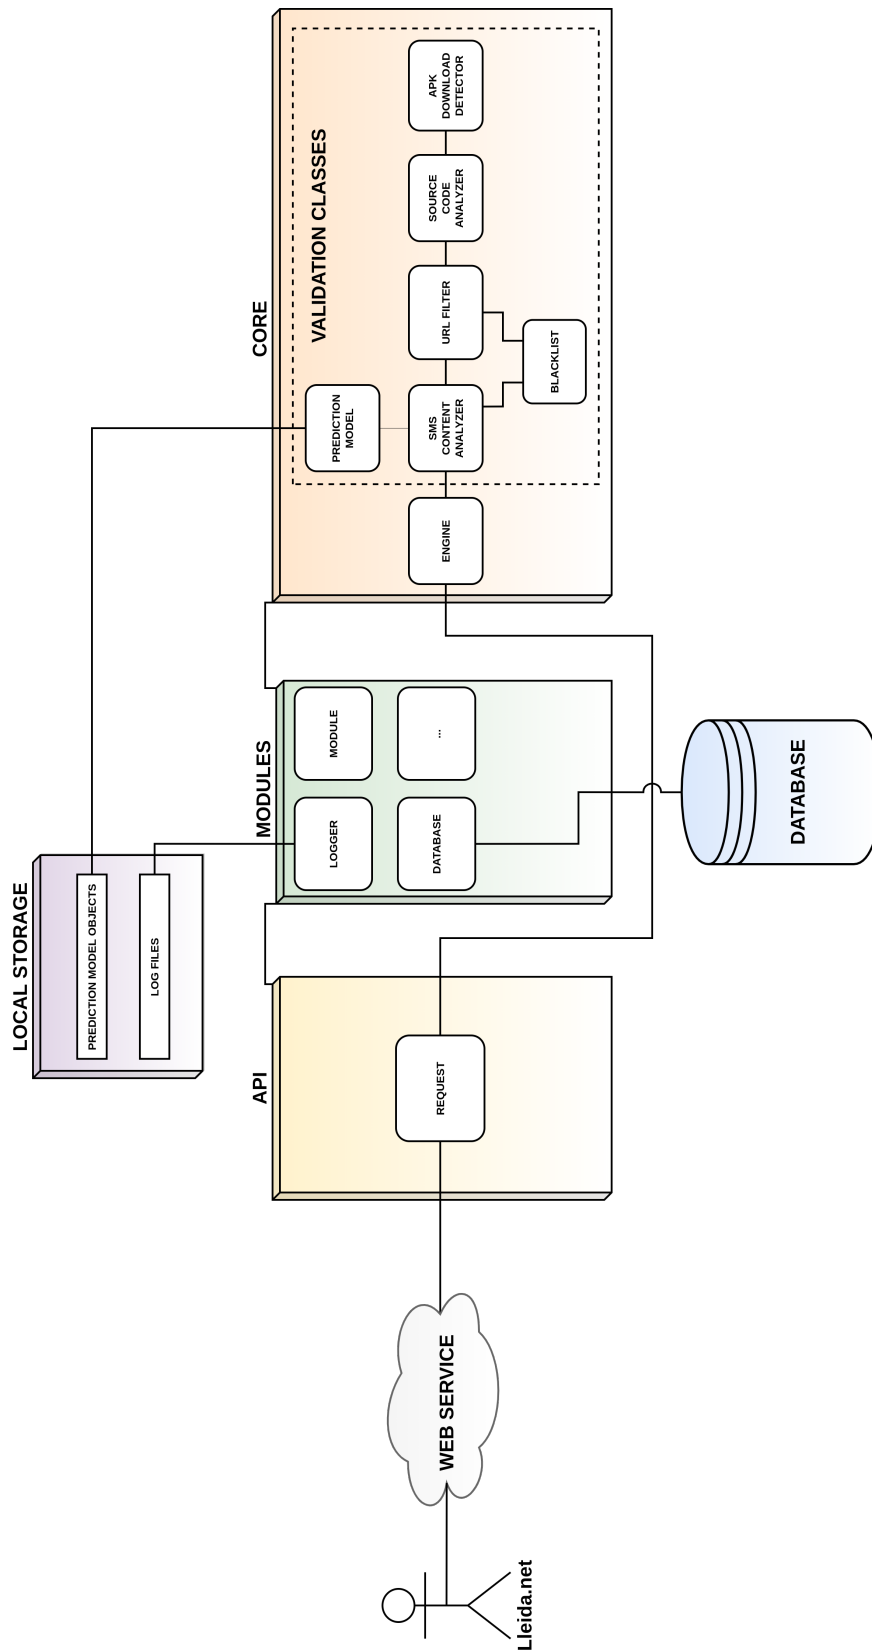 LOCAL STORAGE
PREDICTION MODEL OBJECTS
LOG FILES
API
MODULES
CORE
VALIDATION CLASSES
PREDICTION
MODEL
LOGGER
MODULE
Lleida.net
WEB SERVICE
REQUEST
DATABASE
...
ENGINE
SMS
CONTENT
ANALYZER
URL FILTER
SOURCE
CODE
ANALYZER
APK
DOWNLOAD
DETECTOR
BLACKLIST
DATABASE